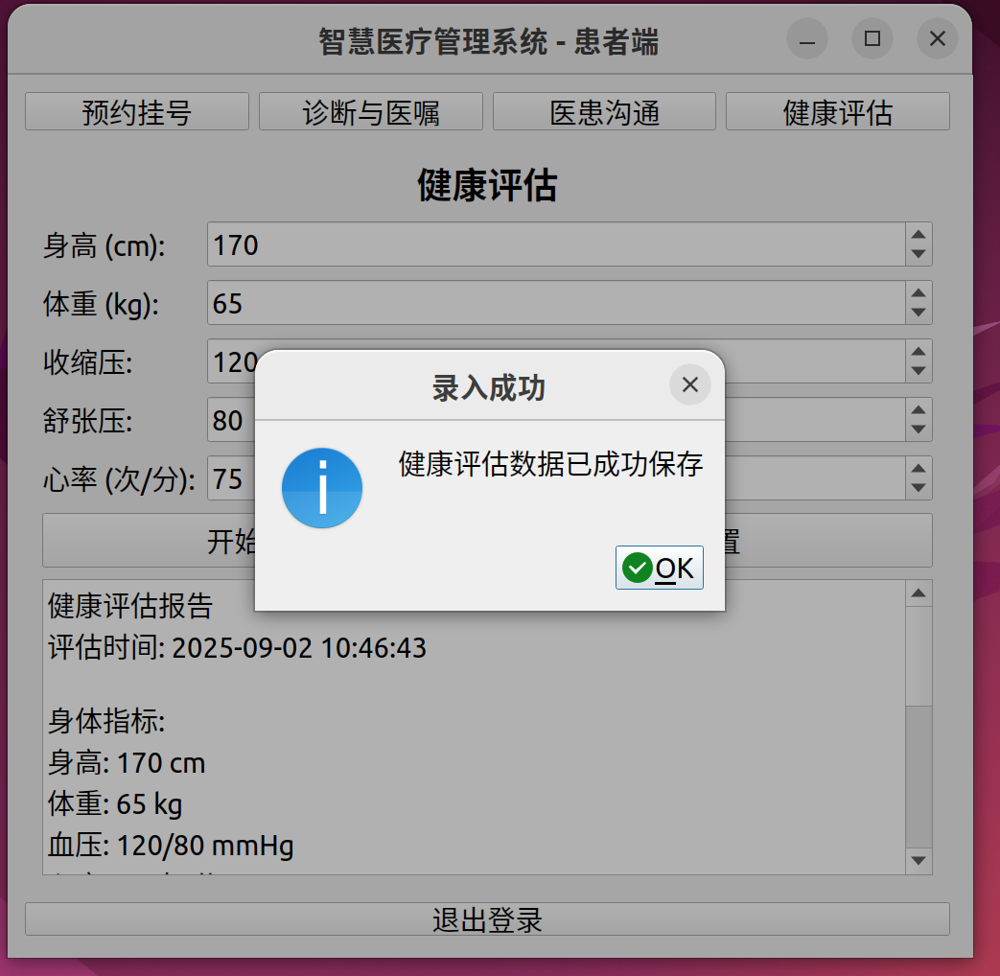 智慧医疗管理系统 - 患者端
预约挂号 诊断与医嘱 医患沟通 健康评估
健康评估
身高 (cm): 170
体重 (kg): 65
收缩压: 120
舒张压: 80
心率 (次/分): 75
录入成功
健康评估数据已成功保存
OK
开始
置
健康评估报告
评估时间: 2025-09-02 10:46:43
身体指标:
身高: 170 cm
体重: 65 kg
血压: 120/80 mmHg
退出登录